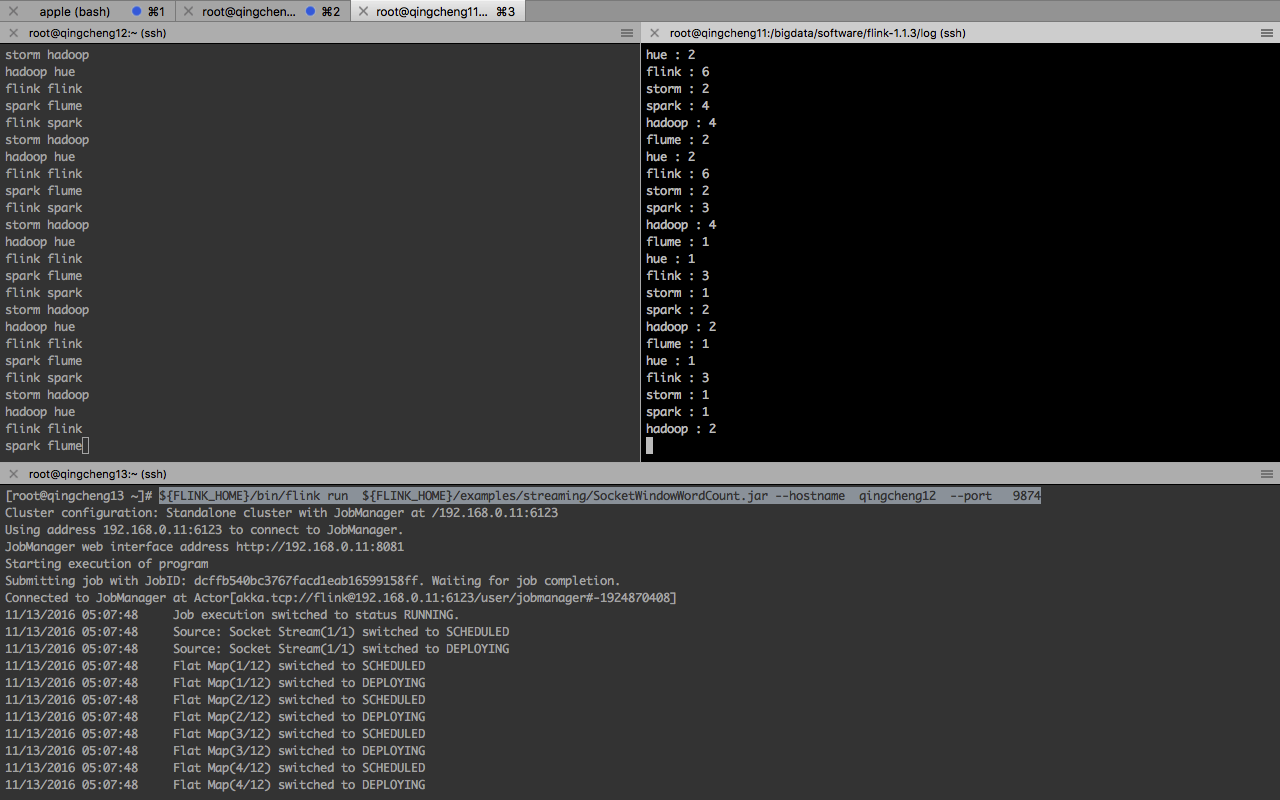 apple (bash) ⌘1 root@qingchen... ⌘2 root@qingcheng11... ⌘3
root@qingcheng12:~ (ssh)
storm hadoop
hadoop hue
flink flink
spark flume
flink spark
storm hadoop
hadoop hue
flink flink
spark flume
flink spark
storm hadoop
hadoop hue
flink flink
spark flume
flink spark
storm hadoop
hadoop hue
flink flink
spark flume
flink spark
storm hadoop
hadoop hue
flink flink
spark flume
root@qingcheng11:/bigdata/software/flink-1.1.3/log (ssh)
hue : 2
flink : 6
storm : 2
spark : 4
hadoop : 4
flume : 2
hue : 2
flink : 6
storm : 2
spark : 3
hadoop : 4
flume : 1
hue : 1
flink : 3
storm : 1
spark : 2
hadoop : 2
flume : 1
hue : 1
flink : 3
storm : 1
spark : 1
hadoop : 2
root@qingcheng13:~ (ssh)
[root@qingcheng13 ~]# ${FLINK_HOME}/bin/flink run  ${FLINK_HOME}/examples/streaming/SocketWindowWordCount.jar --hostname  qingcheng12  --port   9874
Cluster configuration: Standalone cluster with JobManager at /192.168.0.11:6123
Using address 192.168.0.11:6123 to connect to JobManager.
JobManager web interface address http://192.168.0.11:8081
Starting execution of program
Submitting job with JobID: dcffb540bc3767facd1eab16599158ff. Waiting for job completion.
Connected to JobManager at Actor[akka.tcp://flink@192.168.0.11:6123/user/jobmanager#-1924870408]
11/13/2016 05:07:48     Job execution switched to status RUNNING.
11/13/2016 05:07:48     Source: Socket Stream(1/1) switched to SCHEDULED
11/13/2016 05:07:48     Source: Socket Stream(1/1) switched to DEPLOYING
11/13/2016 05:07:48     Flat Map(1/12) switched to SCHEDULED
11/13/2016 05:07:48     Flat Map(1/12) switched to DEPLOYING
11/13/2016 05:07:48     Flat Map(2/12) switched to SCHEDULED
11/13/2016 05:07:48     Flat Map(2/12) switched to DEPLOYING
11/13/2016 05:07:48     Flat Map(3/12) switched to SCHEDULED
11/13/2016 05:07:48     Flat Map(3/12) switched to DEPLOYING
11/13/2016 05:07:48     Flat Map(4/12) switched to SCHEDULED
11/13/2016 05:07:48     Flat Map(4/12) switched to DEPLOYING